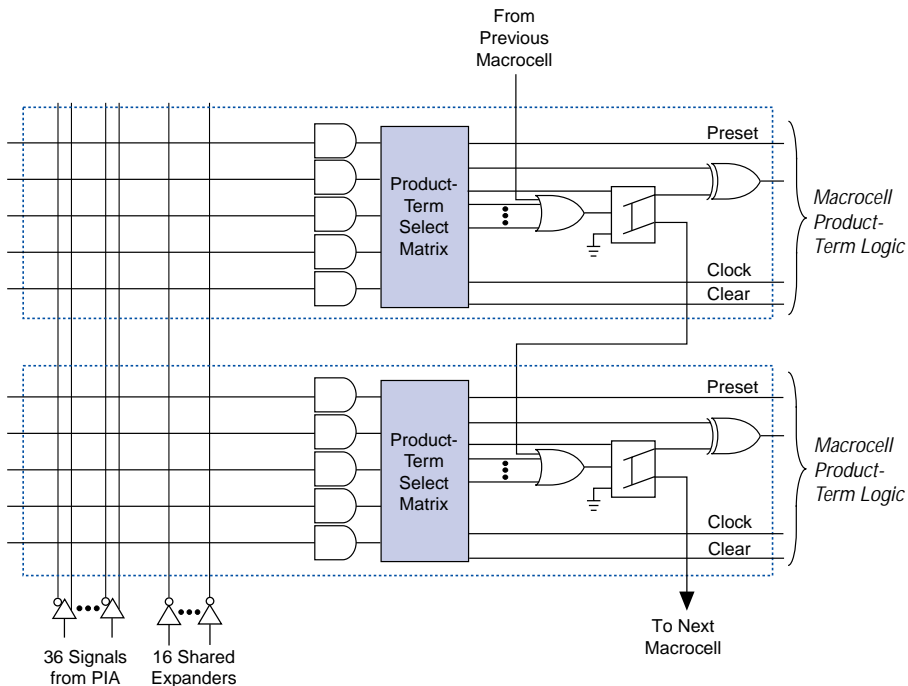 From
Previous
Macrocell
Preset
Product-
Term
Select
Matrix
Macrocell
Product-
Term Logic
Clock
Clear
Preset
Product-
Term
Select
Matrix
Macrocell
Product-
Term Logic
Clock
Clear
36 Signals
from PIA
16 Shared
Expanders
To Next
Macrocell